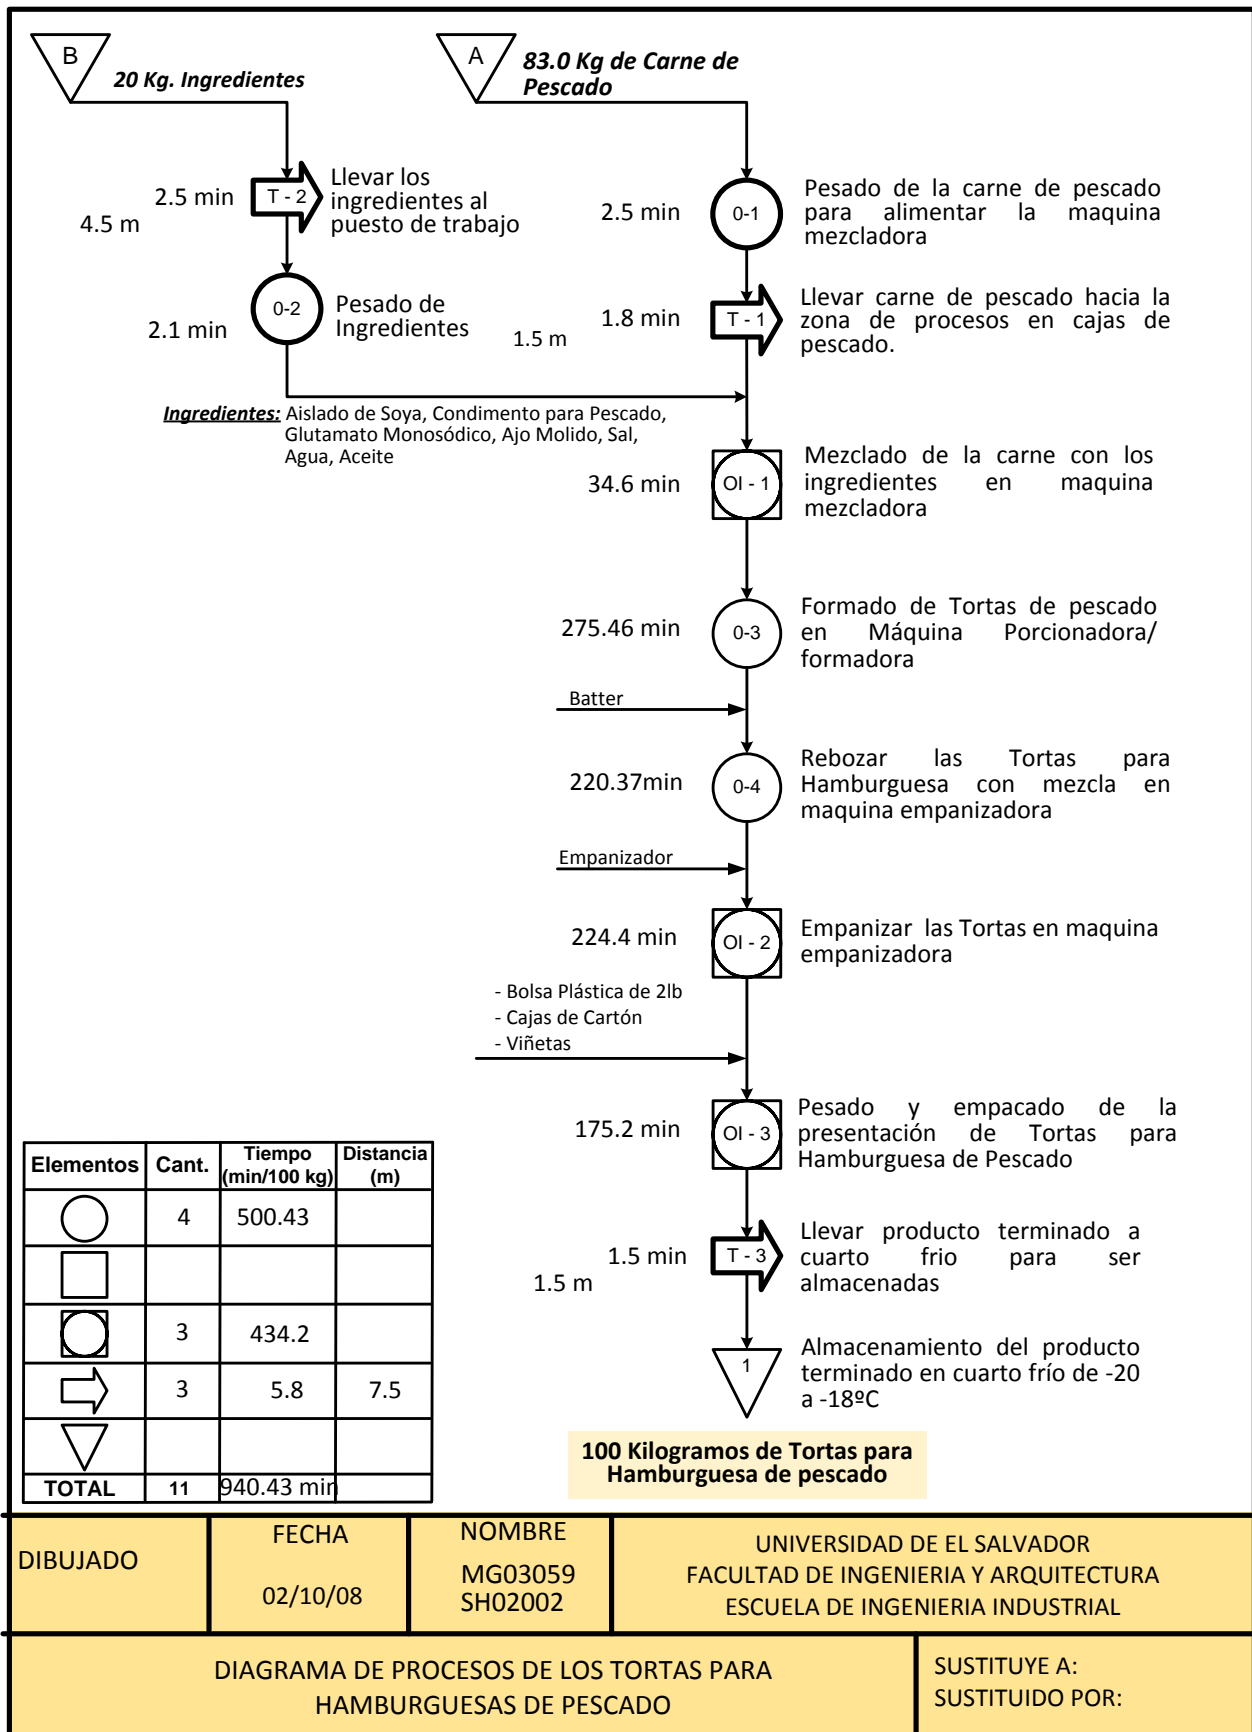 B
20 Kg. Ingredientes
A
83.0 Kg de Carne de
Pescado
2.5 min
4.5 m
T - 2
Llevar los
ingredientes al
puesto de trabajo
2.5 min
0-1
Pesado de la carne de pescado
para alimentar la maquina
mezcladora
2.1 min
0-2
Pesado de
Ingredientes
1.5 m
1.8 min
T - 1
Llevar carne de pescado hacia la
zona de procesos en cajas de
pescado.
Ingredientes: Aislado de Soya, Condimento para Pescado,
Glutamato Monosódico, Ajo Molido, Sal,
Agua, Aceite
34.6 min
OI - 1
Mezclado de la carne con los
ingredientes en maquina
mezcladora
275.46 min
0-3
Formado de Tortas de pescado
en Máquina Porcionadora/
formadora
Batter
220.37min
0-4
Rebozar las Tortas para
Hamburguesa con mezcla en
maquina empanizadora
Empanizador
224.4 min
OI - 2
Empanizar las Tortas en maquina
empanizadora
- Bolsa Plástica de 2lb
- Cajas de Cartón
- Viñetas
175.2 min
OI - 3
Pesado y empacado de la
presentación de Tortas para
Hamburguesa de Pescado
1.5 min
1.5 m
T - 3
Llevar producto terminado a
cuarto frio para ser
almacenadas
1
Almacenamiento del producto
terminado en cuarto frío de -20
a -18ºC
100 Kilogramos de Tortas para
Hamburguesa de pescado
Elementos Cant. Tiempo (min/100 kg) Distancia (m)
4 500.43
3 434.2
3 5.8 7.5
TOTAL 11 940.43 min
DIBUJADO
FECHA
02/10/08
NOMBRE
MG03059
SH02002
UNIVERSIDAD DE EL SALVADOR
FACULTAD DE INGENIERIA Y ARQUITECTURA
ESCUELA DE INGENIERIA INDUSTRIAL
DIAGRAMA DE PROCESOS DE LOS TORTAS PARA
HAMBURGUESAS DE PESCADO
SUSTITUYE A:
SUSTITUIDO POR: